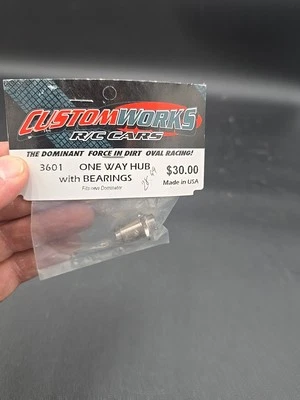 CUSTOMWORKS
R/C CARS
THE DOMINANT FORCE IN DIRT OVAL RACING!
3601 ONE WAY HUB $30.00
with BEARINGS Made in USA
Dominator